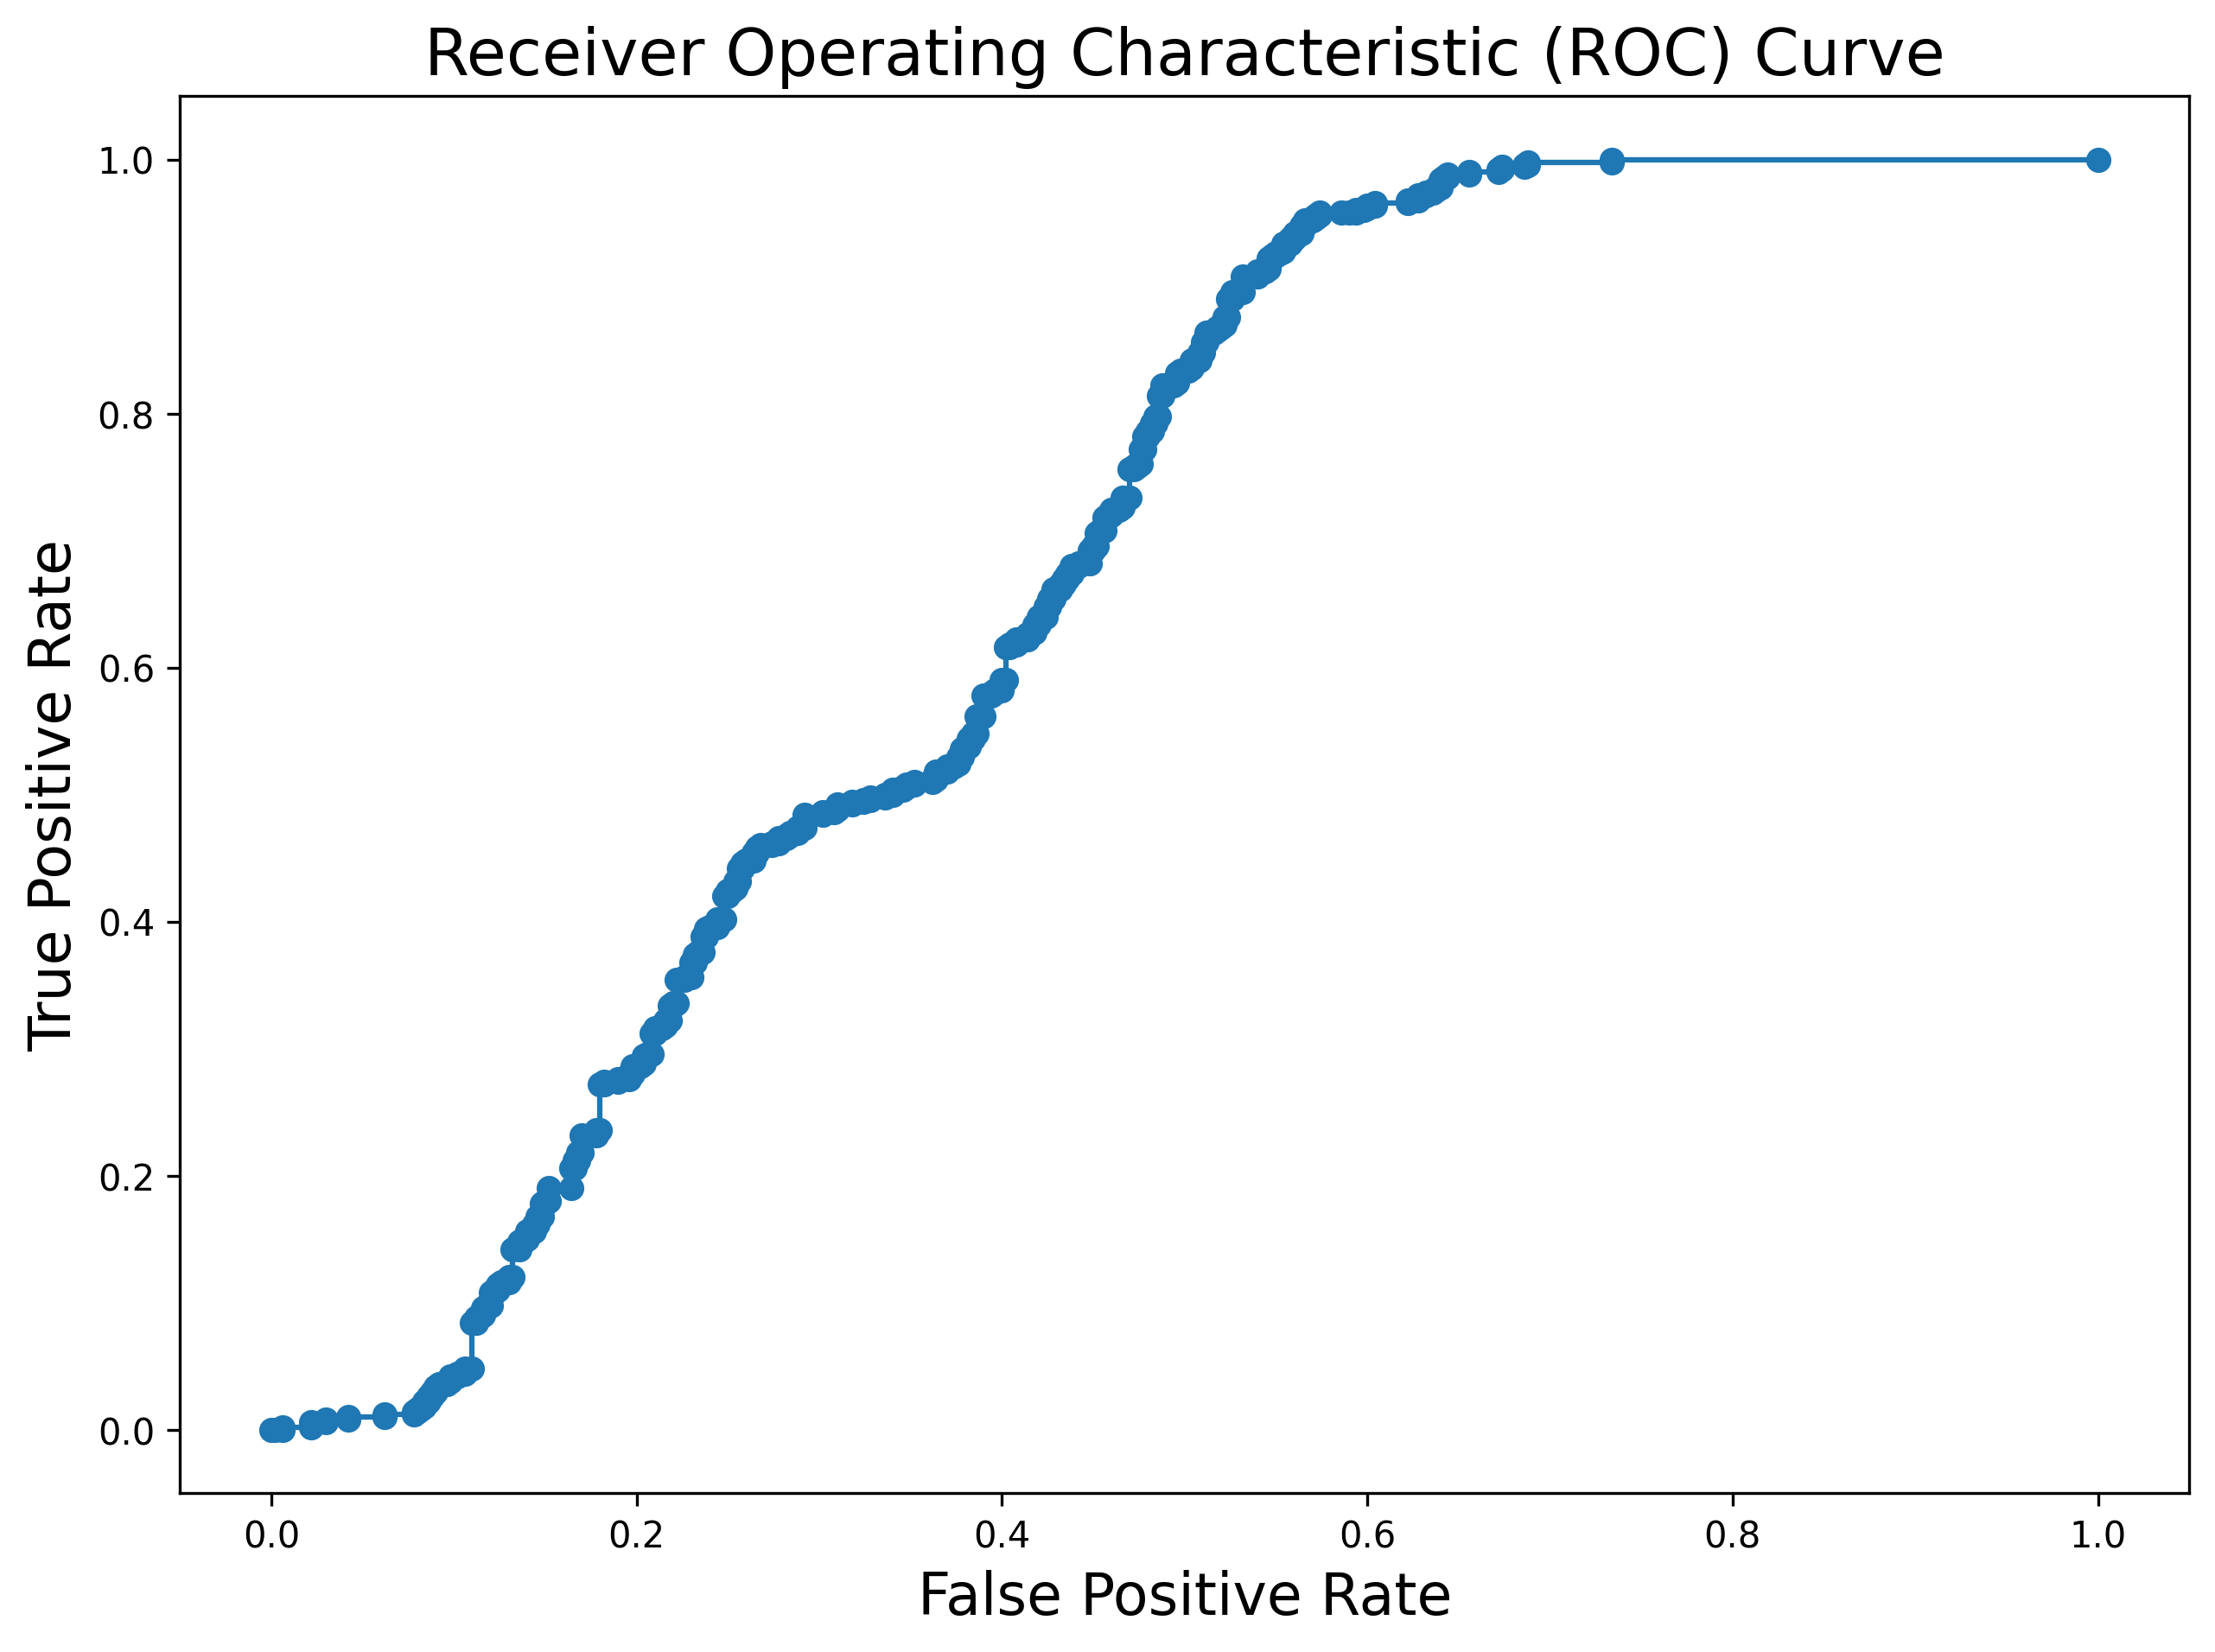 Receiver Operating Characteristic (ROC) Curve
True Positive Rate
1.0
0.8
0.6
0.4
0.2
0.0
0.0 0.2 0.4 0.6 0.8 1.0
False Positive Rate